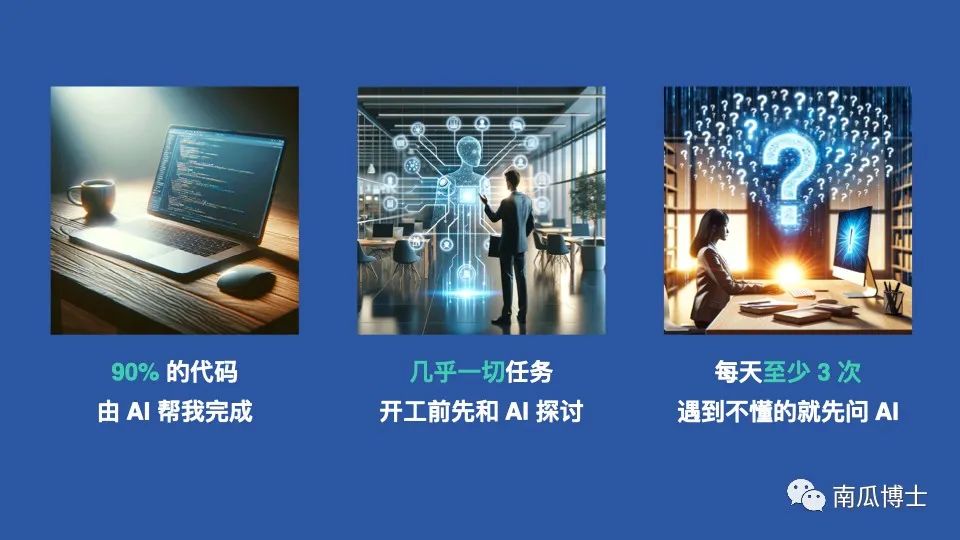 90% 的代码
由 AI 帮我完成
几乎一切任务
开工前先和 AI 探讨
每天至少 3 次
遇到不懂的就先问 AI
南瓜博士